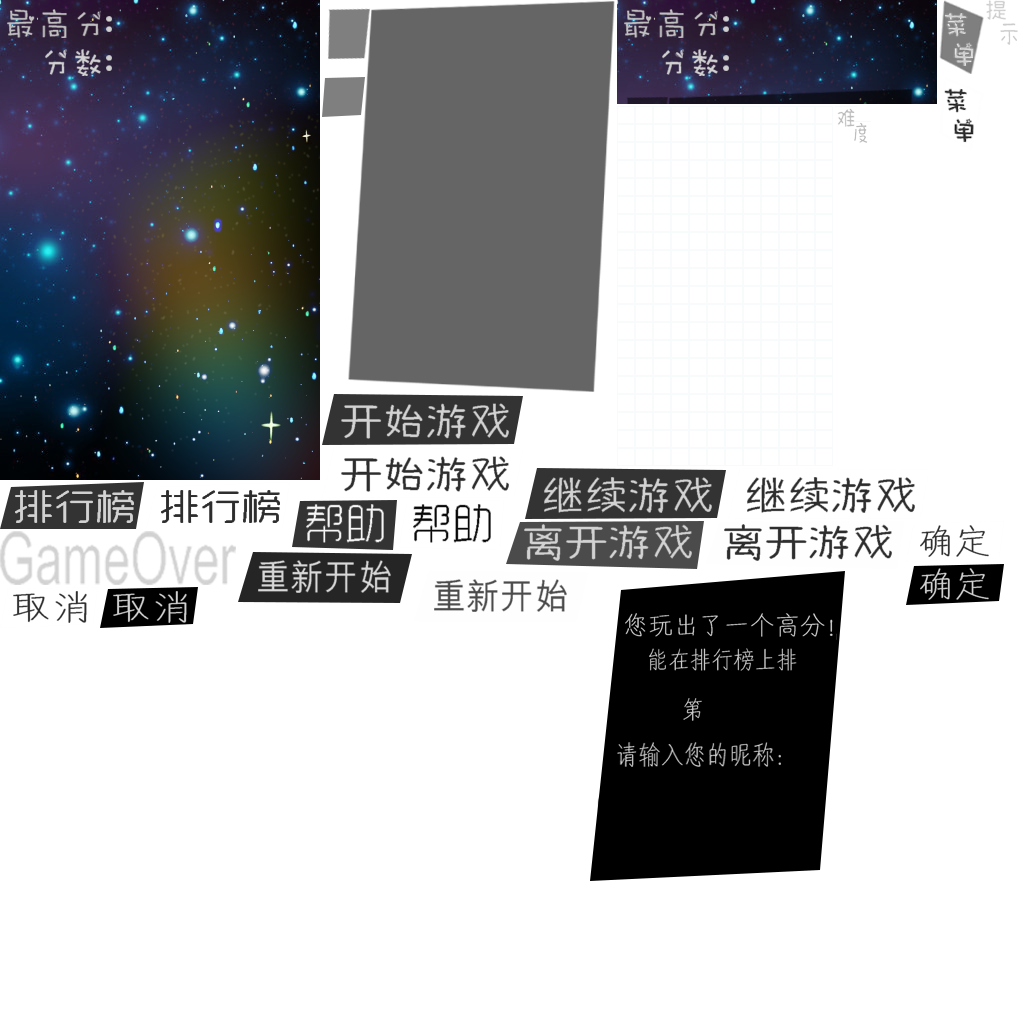 最高分:
分数:
最高分:
分数:
菜单
提示
菜单
难度
开始游戏
开始游戏
继续游戏
继续游戏
排行榜
排行榜
帮助
帮助
离开游戏
离开游戏
确定
GameOver
重新开始
重新开始
确定
取消
取消
您玩出了一个高分!
能在排行榜上排
第
请输入您的昵称: